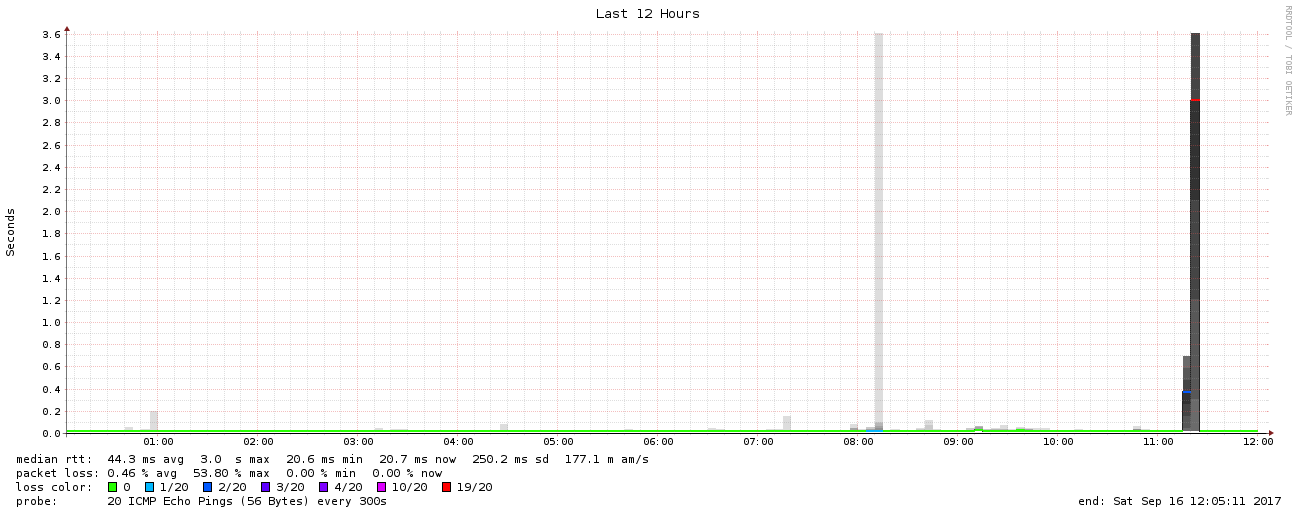 Last 12 Hours
RRDTOOL / TOBI OETIKER
Seconds
3.6
3.4
3.2
3.0
2.8
2.6
2.4
2.2
2.0
1.8
1.6
1.4
1.2
1.0
0.8
0.6
0.4
0.2
0.0
01:00 02:00 03:00 04:00 05:00 06:00 07:00 08:00 09:00 10:00 11:00 12:00
median rtt: 44.3 ms avg 3.0 s max 20.6 ms min 20.7 ms now 250.2 ms sd 177.1 m am/s
packet loss: 0.46 % avg 53.80 % max 0.00 % min 0.00 % now
loss color: 0 1/20 2/20 3/20 4/20 10/20 19/20
probe: 20 ICMP Echo Pings (56 Bytes) every 300s end: Sat Sep 16 12:05:11 2017